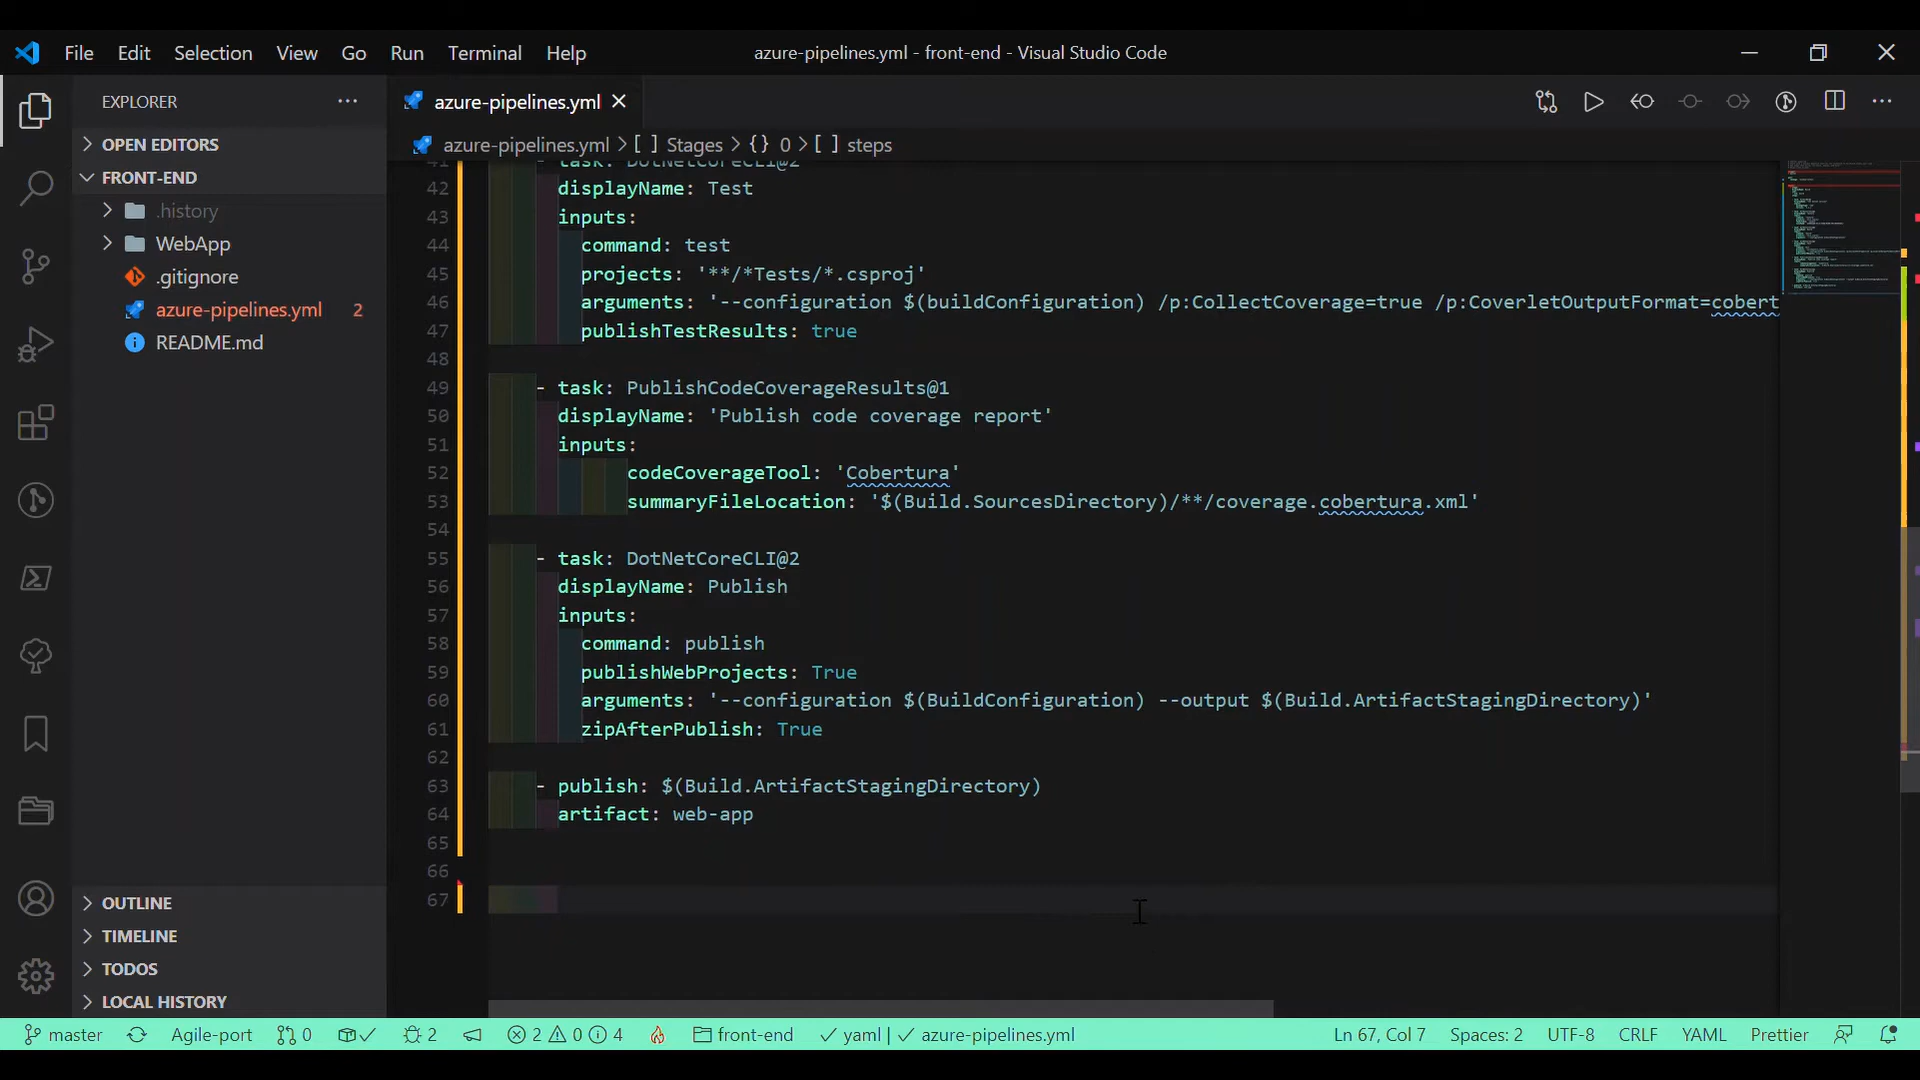 File Edit Selection View Go Run Terminal Help
azure-pipelines.yml - front-end - Visual Studio Code
EXPLORER
azure-pipelines.yml
OPEN EDITORS
azure-pipelines.yml > [ ] Stages > {} 0 > [ ] steps
FRONT-END
.history
WebApp
.gitignore
azure-pipelines.yml 2
README.md
41 - task: DotNetCoreCLI@2
42 displayName: Test
43 inputs:
44 command: test
45 projects: '**/*Tests/*.csproj'
46 arguments: '--configuration $(buildConfiguration) /p:CollectCoverage=true /p:CoverletOutputFormat=cobert
47 publishTestResults: true
48
49 - task: PublishCodeCoverageResults@1
50 displayName: 'Publish code coverage report'
51 inputs:
52 codeCoverageTool: 'Cobertura'
53 summaryFileLocation: '$(Build.SourcesDirectory)/**/coverage.cobertura.xml'
54
55 - task: DotNetCoreCLI@2
56 displayName: Publish
57 inputs:
58 command: publish
59 publishWebProjects: True
60 arguments: '--configuration $(BuildConfiguration) --output $(Build.ArtifactStagingDirectory)'
61 zipAfterPublish: True
62
63 - publish: $(Build.ArtifactStagingDirectory)
64 artifact: web-app
65
66
67
OUTLINE
TIMELINE
TODOS
LOCAL HISTORY
master Agile-port 0 2 2 0 4 front-end yaml | azure-pipelines.yml Ln 67, Col 7 Spaces: 2 UTF-8 CRLF YAML Prettier